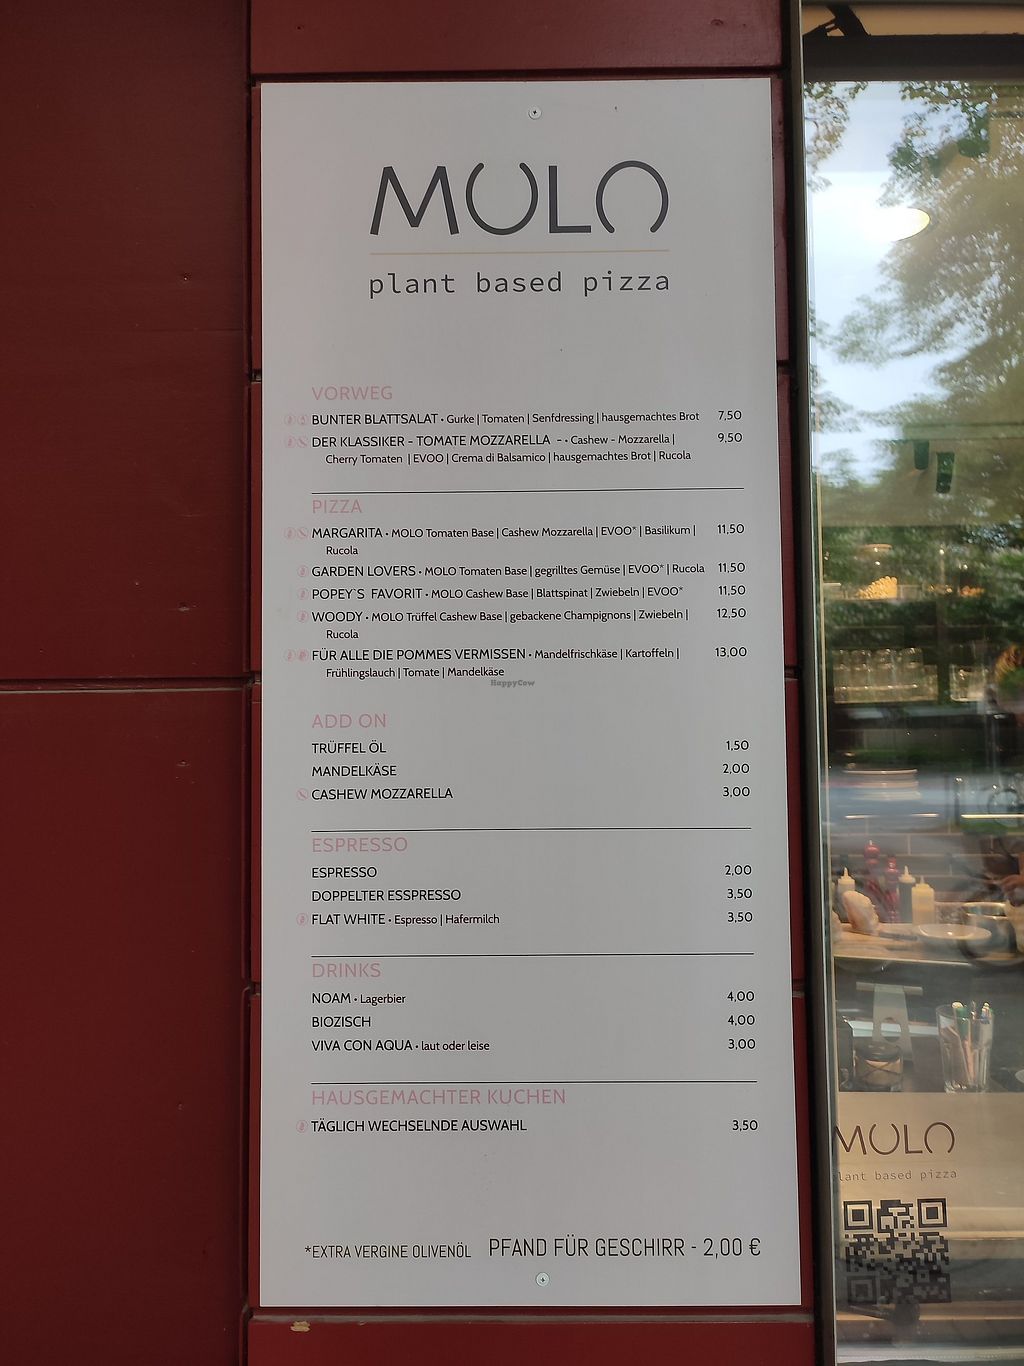 MOLO
plant based pizza
VORWEG
BUNTER BLATTSALAT • Gurke | Tomaten | Senfdressing | hausgemachtes Brot 7,50
DER KLASSIKER - TOMATE MOZZARELLA - • Cashew - Mozzarella | 9,50
Cherry Tomaten | EVOO | Crema di Balsamico | hausgemachtes Brot | Rucola
PIZZA
MARGARITA • MOLO Tomaten Base | Cashew Mozzarella | EVOO* | Basilikum | 11,50
Rucola
GARDEN LOVERS • MOLO Tomaten Base | gegrilltes Gemüse | EVOO* | Rucola 11,50
POPEY`S FAVORIT • MOLO Cashew Base | Blattspinat | Zwiebeln | EVOO* 11,50
WOODY • MOLO Trüffel Cashew Base | gebackene Champignons | Zwiebeln | 12,50
Rucola
FÜR ALLE DIE POMMES VERMISSEN • Mandelfrischkäse | Kartoffeln | 13,00
Frühlingslauch | Tomate | Mandelkäse
HappyCow
ADD ON
TRÜFFEL ÖL 1,50
MANDELKÄSE 2,00
CASHEW MOZZARELLA 3,00
ESPRESSO
ESPRESSO 2,00
DOPPELTER ESSPRESSO 3,50
FLAT WHITE • Espresso | Hafermilch 3,50
DRINKS
NOAM • Lagerbier 4,00
BIOZISCH 4,00
VIVA CON AQUA • laut oder leise 3,00
HAUSGEMACHTER KUCHEN
TÄGLICH WECHSELNDE AUSWAHL 3,50
*EXTRA VERGINE OLIVENÖL PFAND FÜR GESCHIRR - 2,00 €
MOLO
plant based pizza